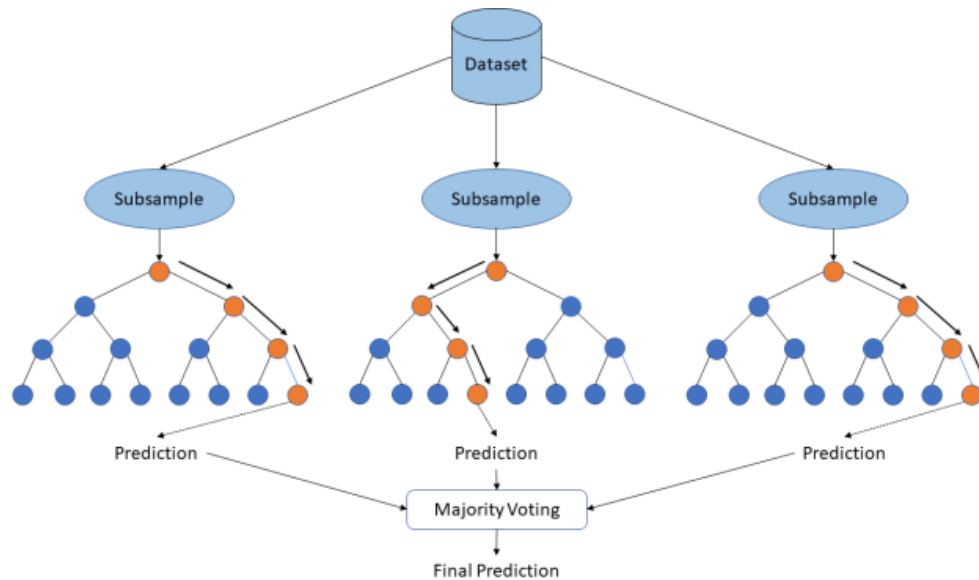 Dataset
Subsample
Subsample
Subsample
Prediction
Prediction
Prediction
Majority Voting
Final Prediction